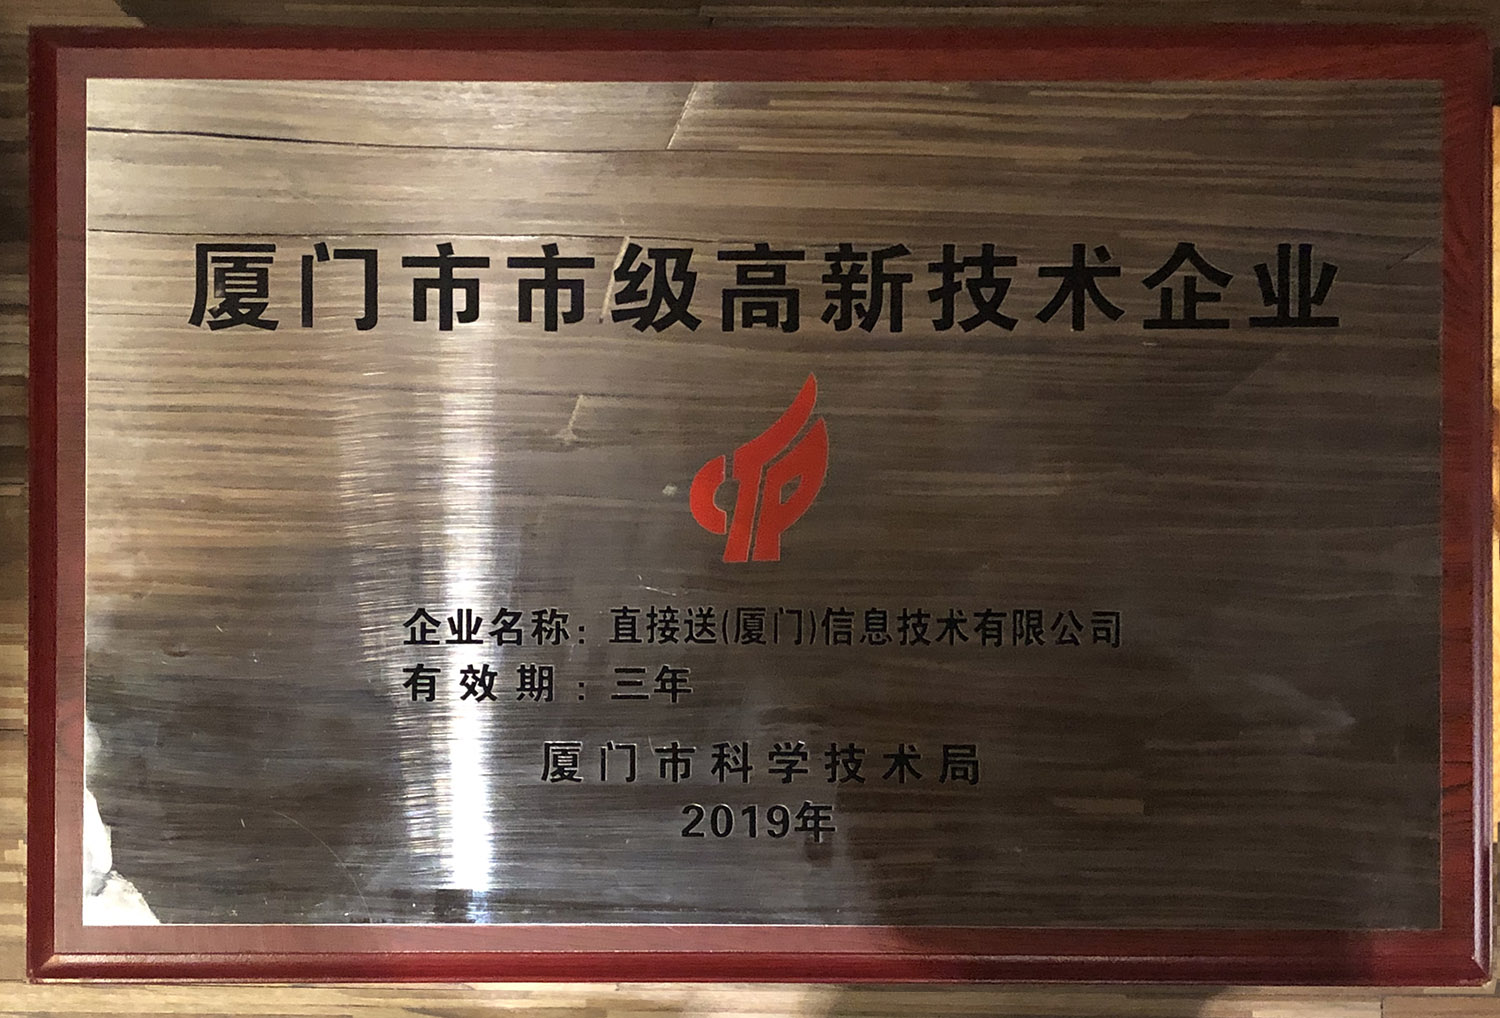 厦门市市级高新技术企业
企业名称：直接送(厦门)信息技术有限公司
有效期：三年
厦门市科学技术局
2019年